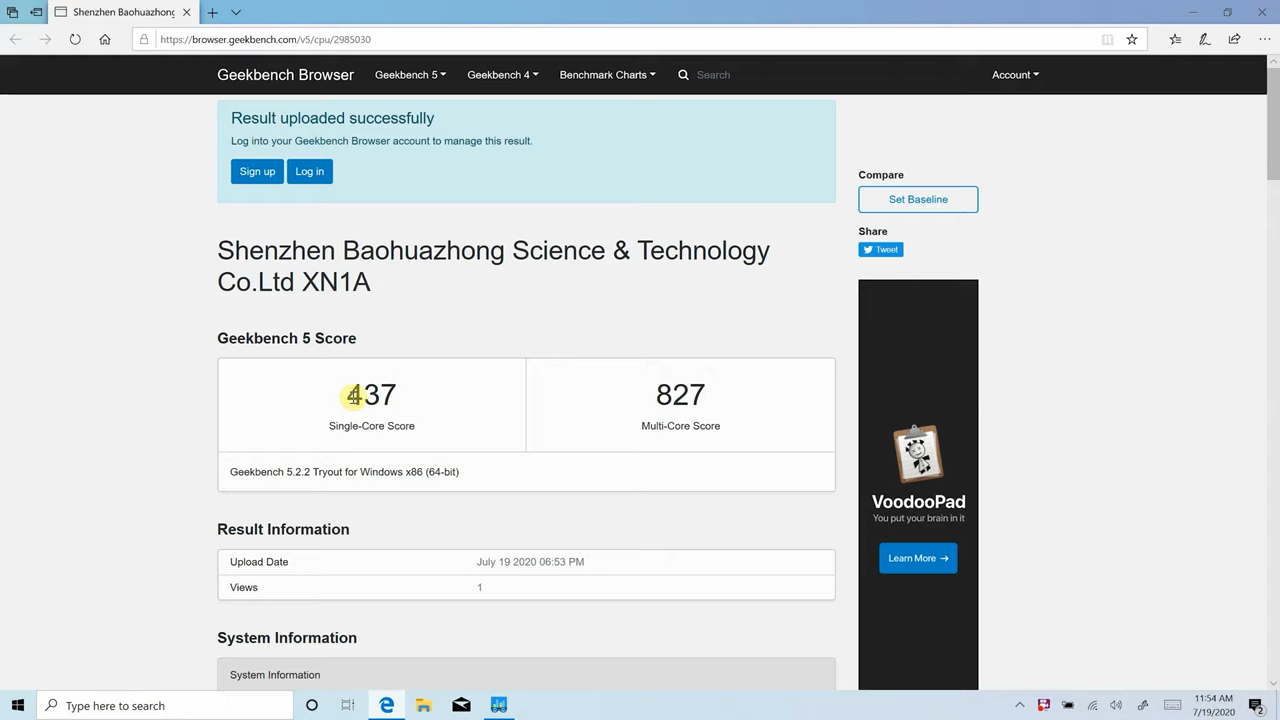 Shenzhen Baohuazhong
https://browser.geekbench.com/v5/cpu/2985030
Geekbench Browser Geekbench 5 Geekbench 4 Benchmark Charts Search Account
Result uploaded successfully
Log into your Geekbench Browser account to manage this result.
Sign up Log in
Compare
Set Baseline
Share
Tweet
Shenzhen Baohuazhong Science & Technology
Co.Ltd XN1A
Geekbench 5 Score
437 827
Single-Core Score Multi-Core Score
Geekbench 5.2.2 Tryout for Windows x86 (64-bit)
Result Information
Upload Date July 19 2020 06:53 PM
Views 1
System Information
System Information
VoodooPad
You put your brain in it
Learn More →
Type here to search
11:54 AM
7/19/2020
2